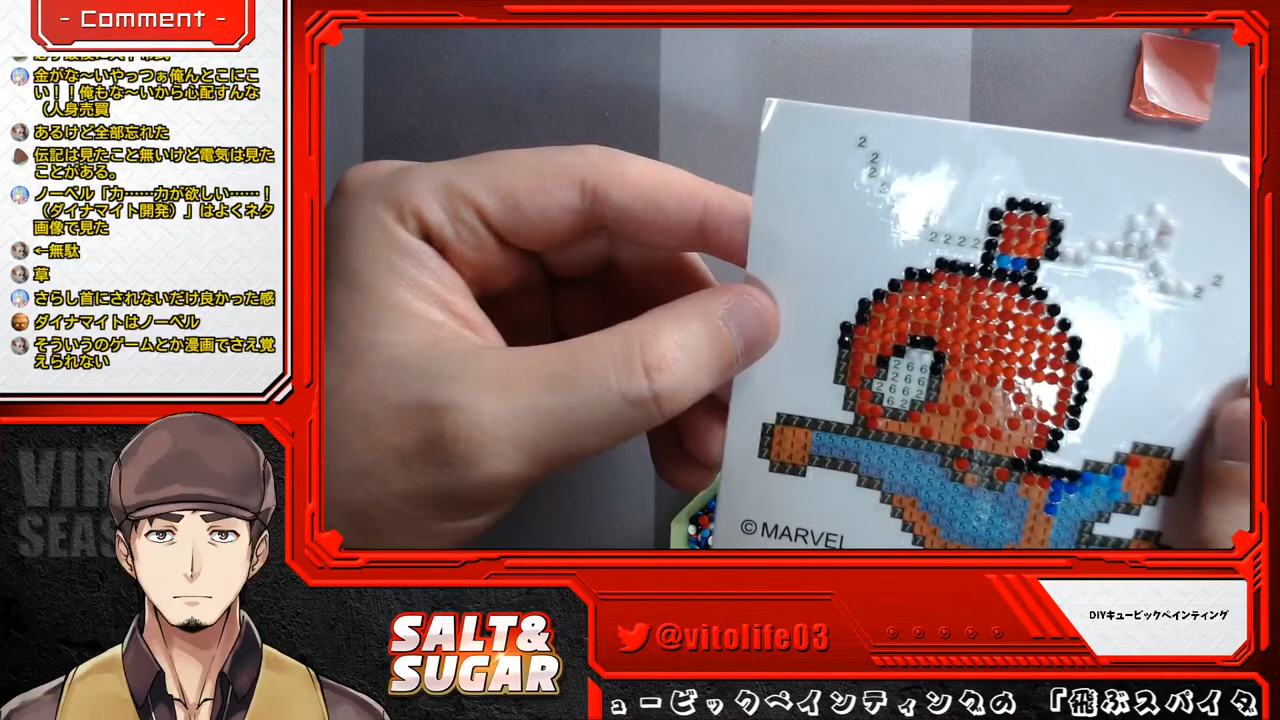 - Comment -
金がな～いやっつぁ俺んとこにこ
い！！俺もな～いから心配すんな
（人身売買
あるけど全部忘れた
伝記は見たこと無いけど電気は見た
ことがある。
ノーベル「力……力が欲しい……！
（ダイナマイト開発）」はよくネタ
画像で見た
←無駄
草
さらし首にされないだけ良かった感
ダイナマイトはノーベル
そういうのゲームとか漫画でさえ覚
えられない
©MARVEL
SALT&
SUGAR
@vitolife03
DIYキュービックペインティング
ュービックペインティングの 「飛ぶスパイダ